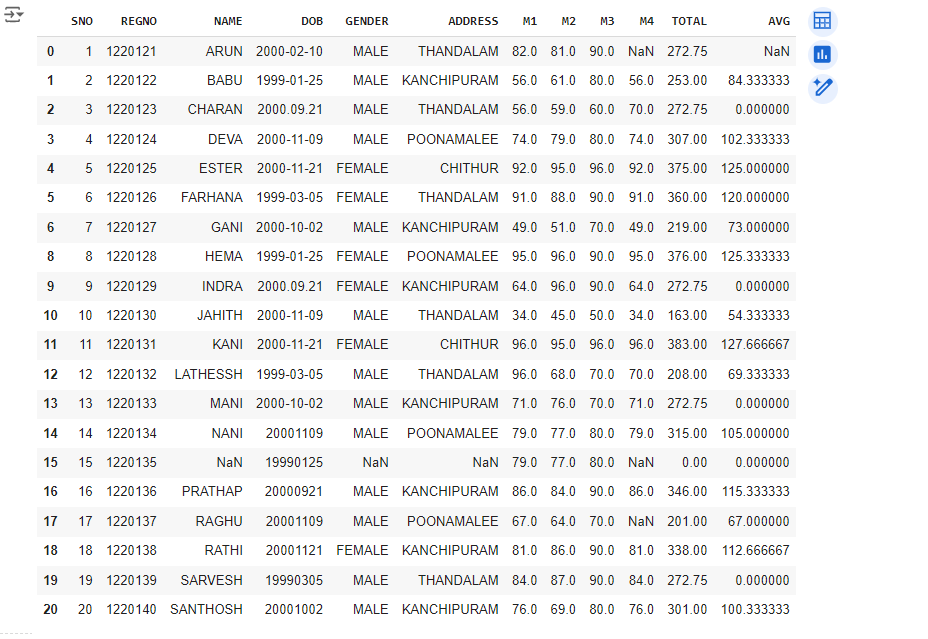 SNO REGNO NAME DOB GENDER ADDRESS M1 M2 M3 M4 TOTAL AVG
0 1 1220121 ARUN 2000-02-10 MALE THANDALAM 82.0 81.0 90.0 NaN 272.75 NaN
1 2 1220122 BABU 1999-01-25 MALE KANCHIPURAM 56.0 61.0 80.0 56.0 253.00 84.333333
2 3 1220123 CHARAN 2000.09.21 MALE THANDALAM 56.0 59.0 60.0 70.0 272.75 0.000000
3 4 1220124 DEVA 2000-11-09 MALE POONAMALEE 74.0 79.0 80.0 74.0 307.00 102.333333
4 5 1220125 ESTER 2000-11-21 FEMALE CHITHUR 92.0 95.0 96.0 92.0 375.00 125.000000
5 6 1220126 FARHANA 1999-03-05 FEMALE THANDALAM 91.0 88.0 90.0 91.0 360.00 120.000000
6 7 1220127 GANI 2000-10-02 MALE KANCHIPURAM 49.0 51.0 70.0 49.0 219.00 73.000000
8 8 1220128 HEMA 1999-01-25 FEMALE POONAMALEE 95.0 96.0 90.0 95.0 376.00 125.333333
9 9 1220129 INDRA 2000.09.21 FEMALE KANCHIPURAM 64.0 96.0 90.0 64.0 272.75 0.000000
10 10 1220130 JAHITH 2000-11-09 MALE THANDALAM 34.0 45.0 50.0 34.0 163.00 54.333333
11 11 1220131 KANI 2000-11-21 FEMALE CHITHUR 96.0 95.0 96.0 96.0 383.00 127.666667
12 12 1220132 LATHESSH 1999-03-05 MALE THANDALAM 96.0 68.0 70.0 70.0 208.00 69.333333
13 13 1220133 MANI 2000-10-02 MALE KANCHIPURAM 71.0 76.0 70.0 71.0 272.75 0.000000
14 14 1220134 NANI 20001109 MALE POONAMALEE 79.0 77.0 80.0 79.0 315.00 105.000000
15 15 1220135 NaN 19990125 NaN NaN 79.0 77.0 80.0 NaN 0.00 0.000000
16 16 1220136 PRATHAP 20000921 MALE KANCHIPURAM 86.0 84.0 90.0 86.0 346.00 115.333333
17 17 1220137 RAGHU 20001109 MALE POONAMALEE 67.0 64.0 70.0 NaN 201.00 67.000000
18 18 1220138 RATHI 20001121 FEMALE KANCHIPURAM 81.0 86.0 90.0 81.0 338.00 112.666667
19 19 1220139 SARVESH 19990305 MALE THANDALAM 84.0 87.0 90.0 84.0 272.75 0.000000
20 20 1220140 SANTHOSH 20001002 MALE KANCHIPURAM 76.0 69.0 80.0 76.0 301.00 100.333333